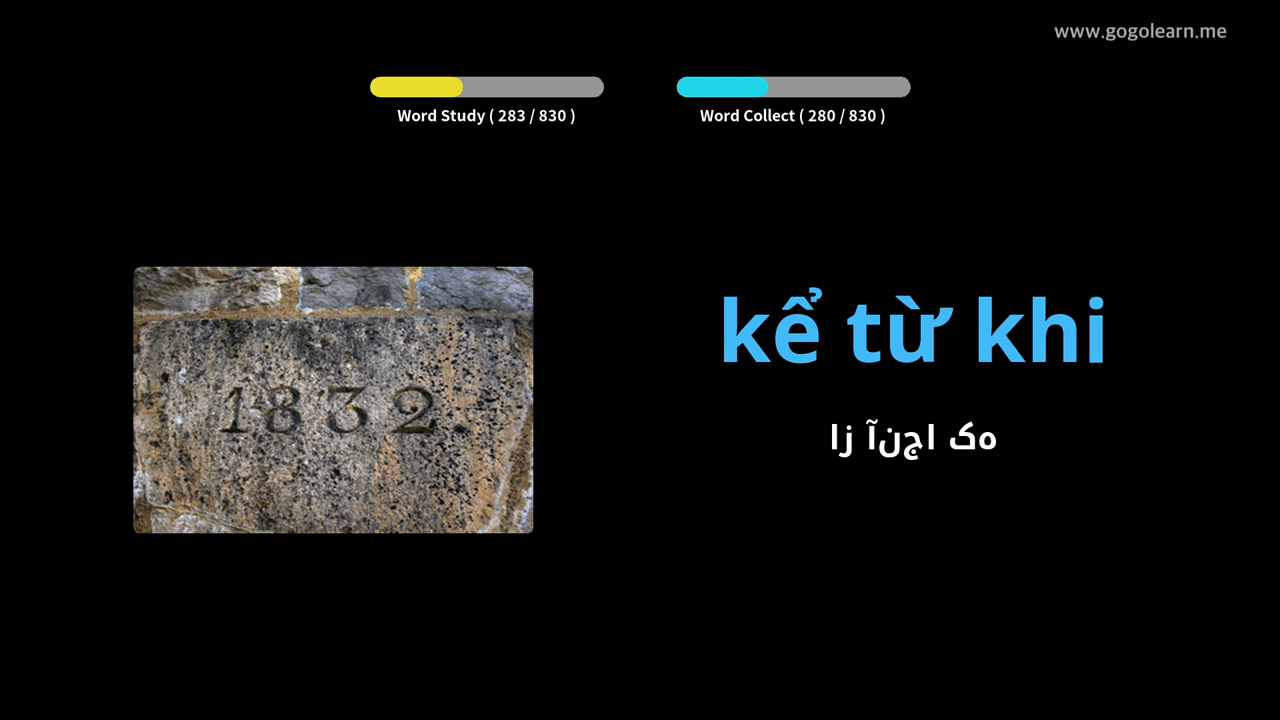 www.gogolearn.me
Word Study ( 283 / 830 )
Word Collect ( 280 / 830 )
1832.
kể từ khi
از آنجا که